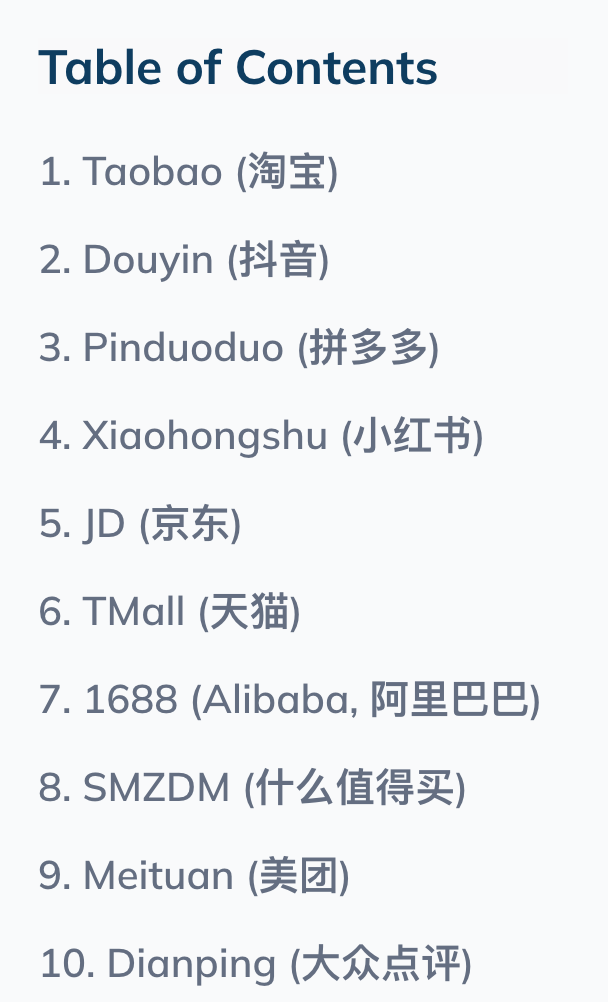 Table of Contents
1. Taobao (淘宝)
2. Douyin (抖音)
3. Pinduoduo (拼多多)
4. Xiaohongshu (小红书)
5. JD (京东)
6. TMall (天猫)
7. 1688 (Alibaba, 阿里巴巴)
8. SMZDM (什么值得买)
9. Meituan (美团)
10. Dianping (大众点评)